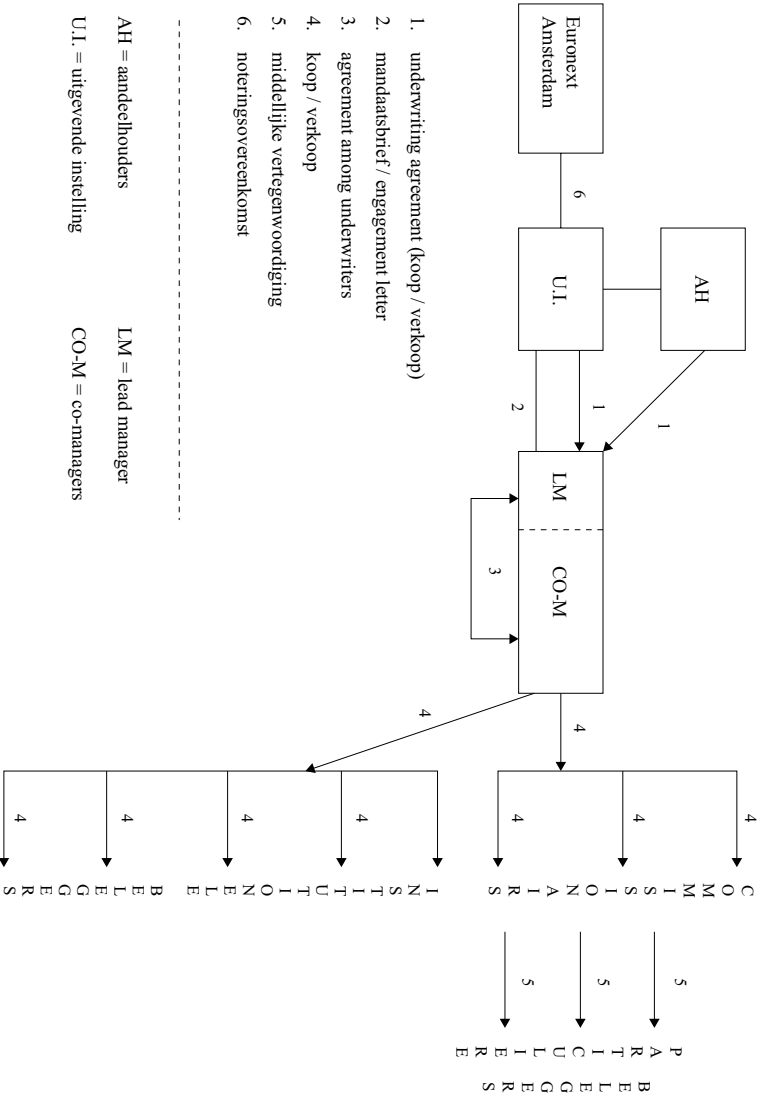 AH
Euronext
Amsterdam
6
U.I.
1
1
2
LM
CO-M
3
4
4
4
4
4
COMMISSIONAIRS
5
5
5
PARTICULIERE
BELEGGERS
4
4
4
4
INSTITUTIONELE BELEGGERS
1. underwriting agreement (koop / verkoop)
2. mandaatsbrief / engagement letter
3. agreement among underwriters
4. koop / verkoop
5. middellijke vertegenwoordiging
6. noteringsovereenkomst
AH = aandeelhouders LM = lead manager
U.I. = uitgevende instelling CO-M = co-managers